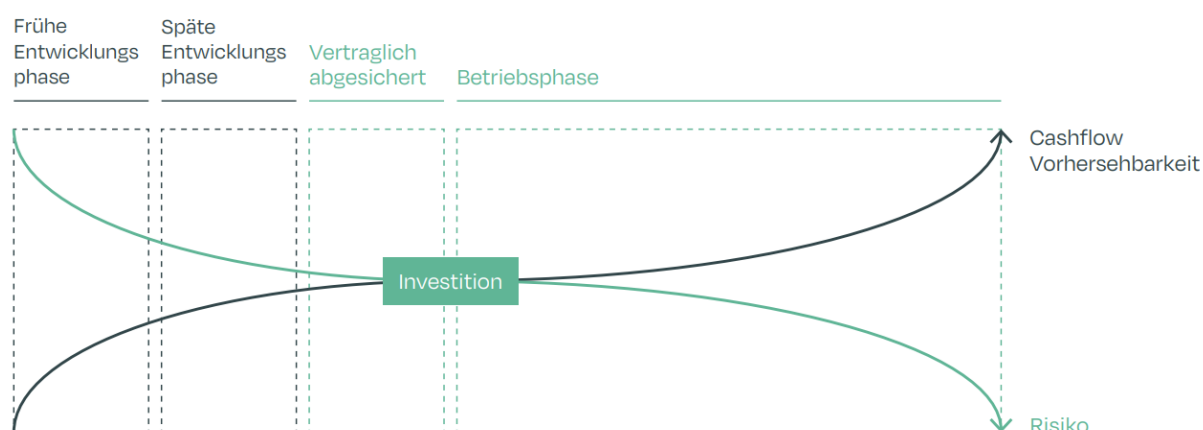 Frühe
Entwicklungs
phase
Späte
Entwicklungs
phase
Vertraglich
abgesichert
Betriebsphase
Cashflow
Vorhersehbarkeit
Investition
Risiko